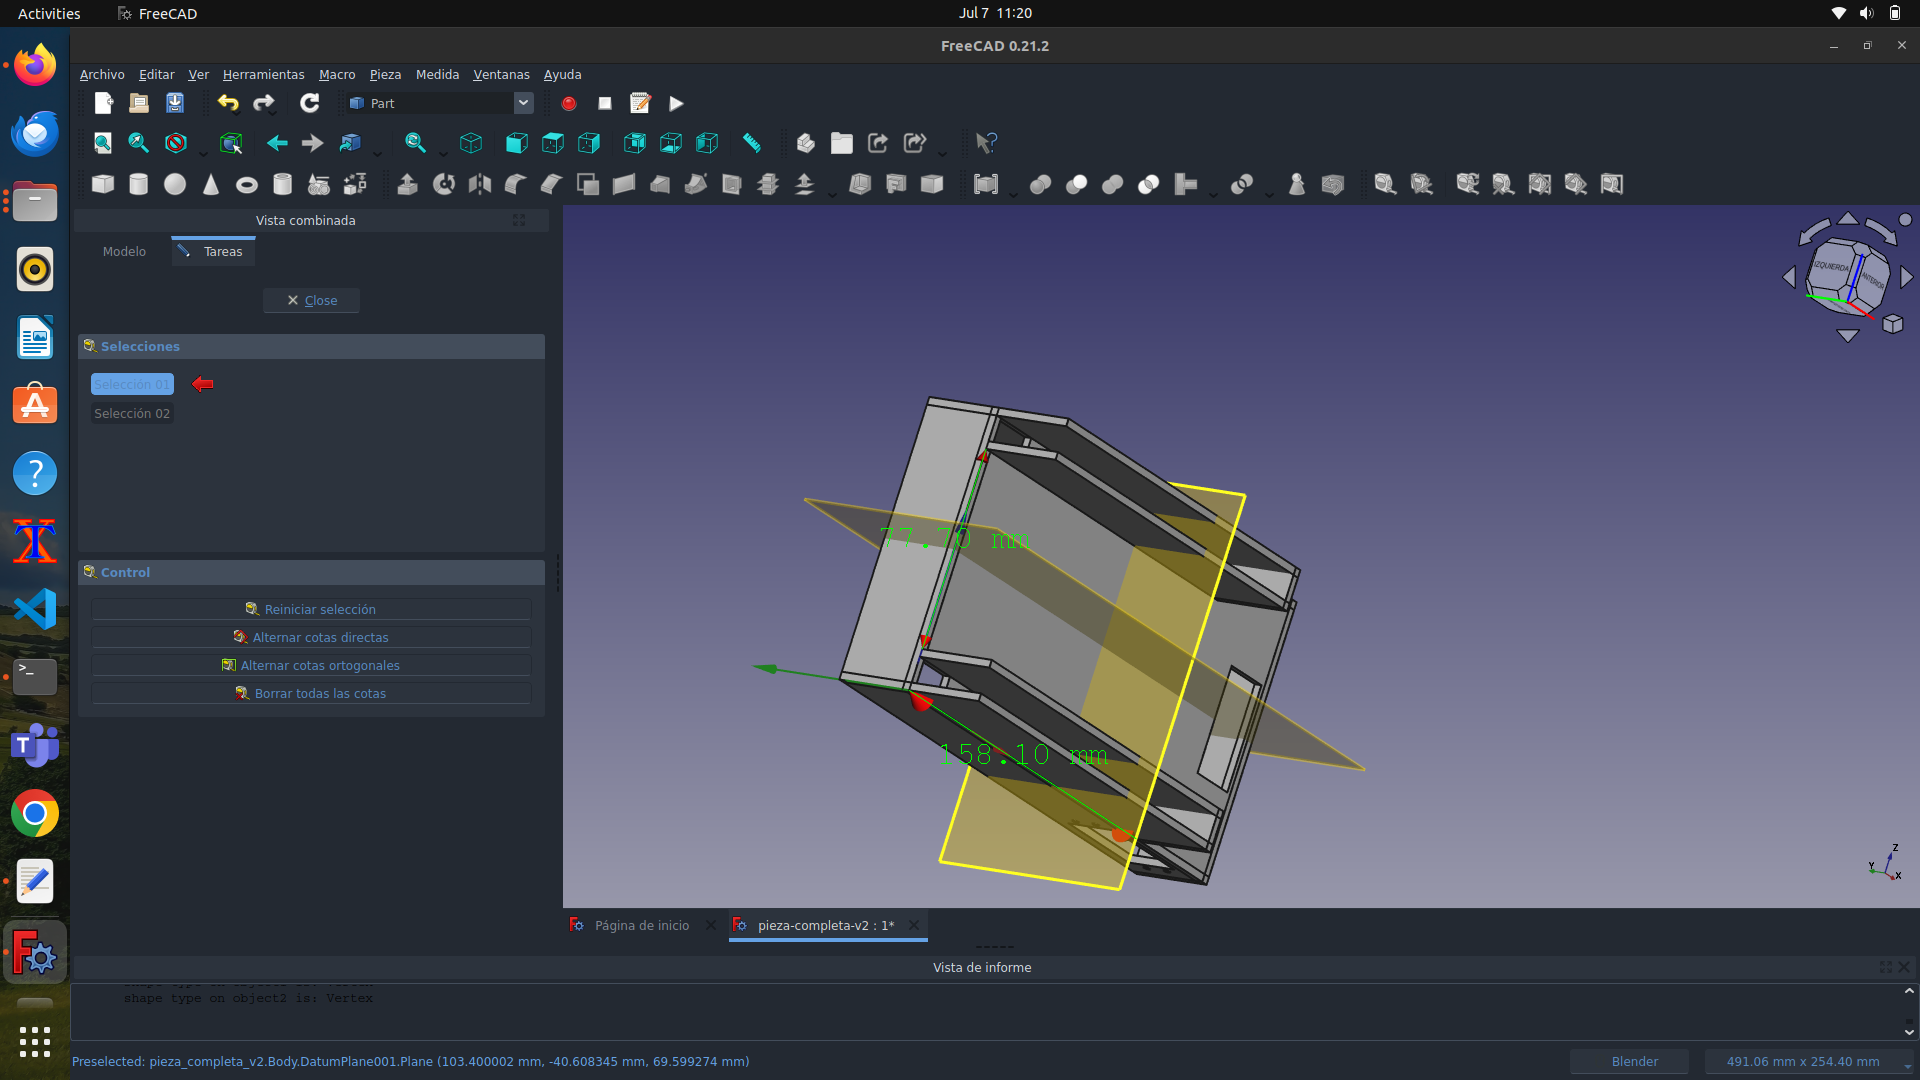 Activities
FreeCAD
Jul 7 11:20
FreeCAD 0.21.2
Archivo Editar Ver Herramientas Macro Pieza Medida Ventanas Ayuda
Part
Vista combinada
Modelo
Tareas
Close
Selecciones
Selección 01
Selección 02
Control
Reiniciar selección
Alternar cotas directas
Alternar cotas ortogonales
Borrar todas las cotas
77.70 mm
158.10 mm
IZQUIERDA
ANTERIOR
Z
Y
X
Página de inicio
pieza-completa-v2 : 1*
Vista de informe
shape type on object2 is: Vertex
Preselected: pieza_completa_v2.Body.DatumPlane001.Plane (103.400002 mm, -40.608345 mm, 69.599274 mm)
Blender
491.06 mm x 254.40 mm